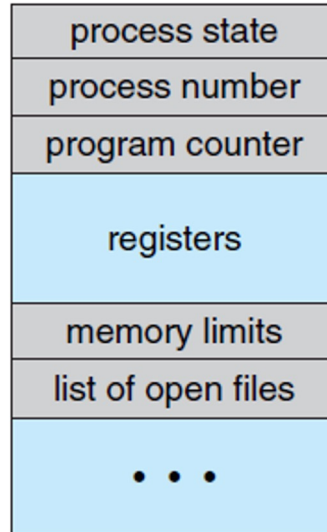 process state
process number
program counter
registers
memory limits
list of open files
• • •